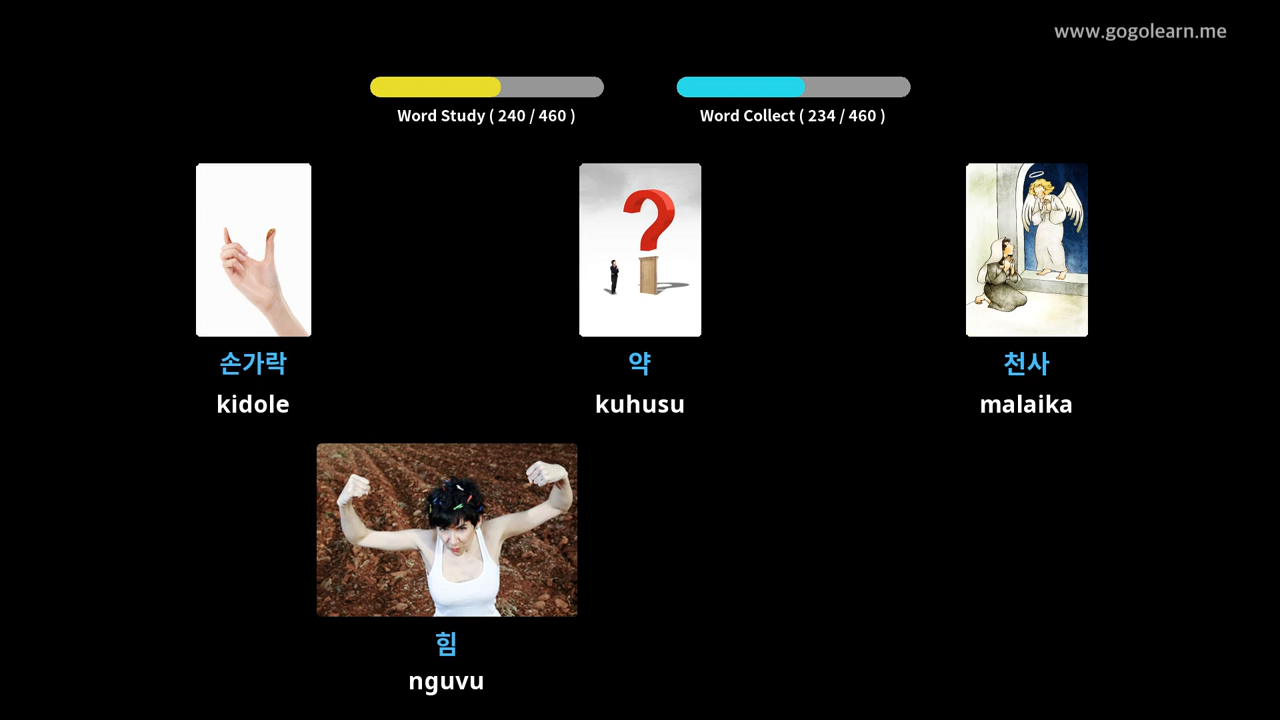 www.gogolearn.me
Word Study ( 240 / 460 )
Word Collect ( 234 / 460 )
손가락
kidole
약
kuhusu
천사
malaika
힘
nguvu